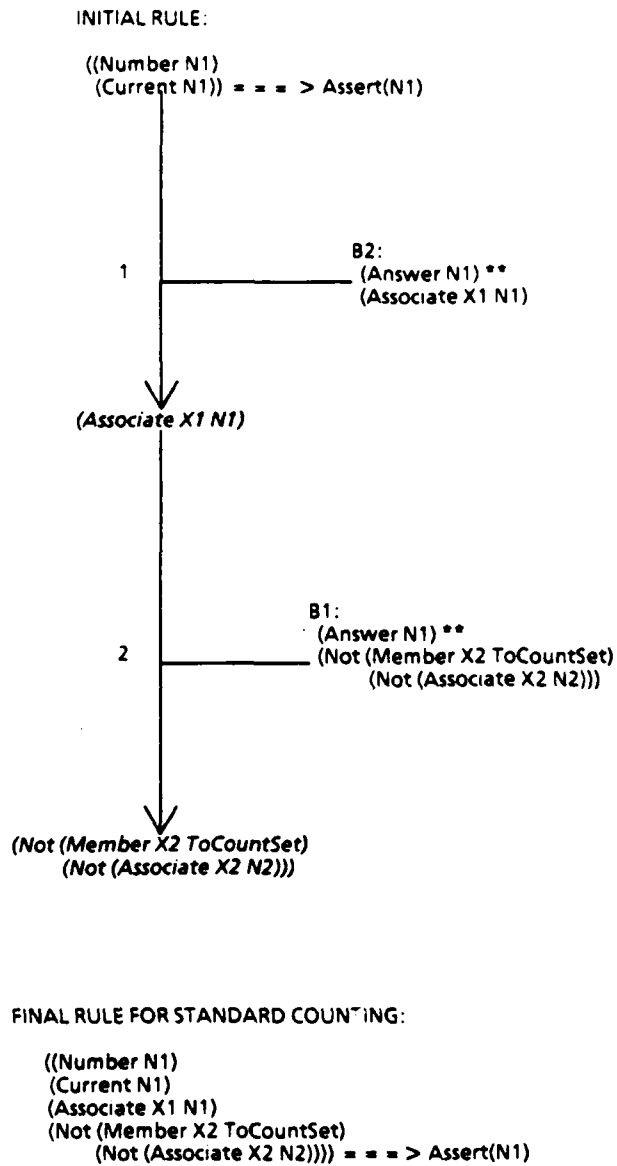 INITIAL RULE:
((Number N1)
(Current N1)) = = = > Assert(N1)
1
B2:
(Answer N1) **
(Associate X1 N1)
(Associate X1 N1)
2
B1:
(Answer N1) **
(Not (Member X2 ToCountSet)
(Not (Associate X2 N2)))
(Not (Member X2 ToCountSet)
(Not (Associate X2 N2)))
FINAL RULE FOR STANDARD COUNTING:
((Number N1)
(Current N1)
(Associate X1 N1)
(Not (Member X2 ToCountSet)
(Not (Associate X2 N2)))) = = = > Assert(N1)